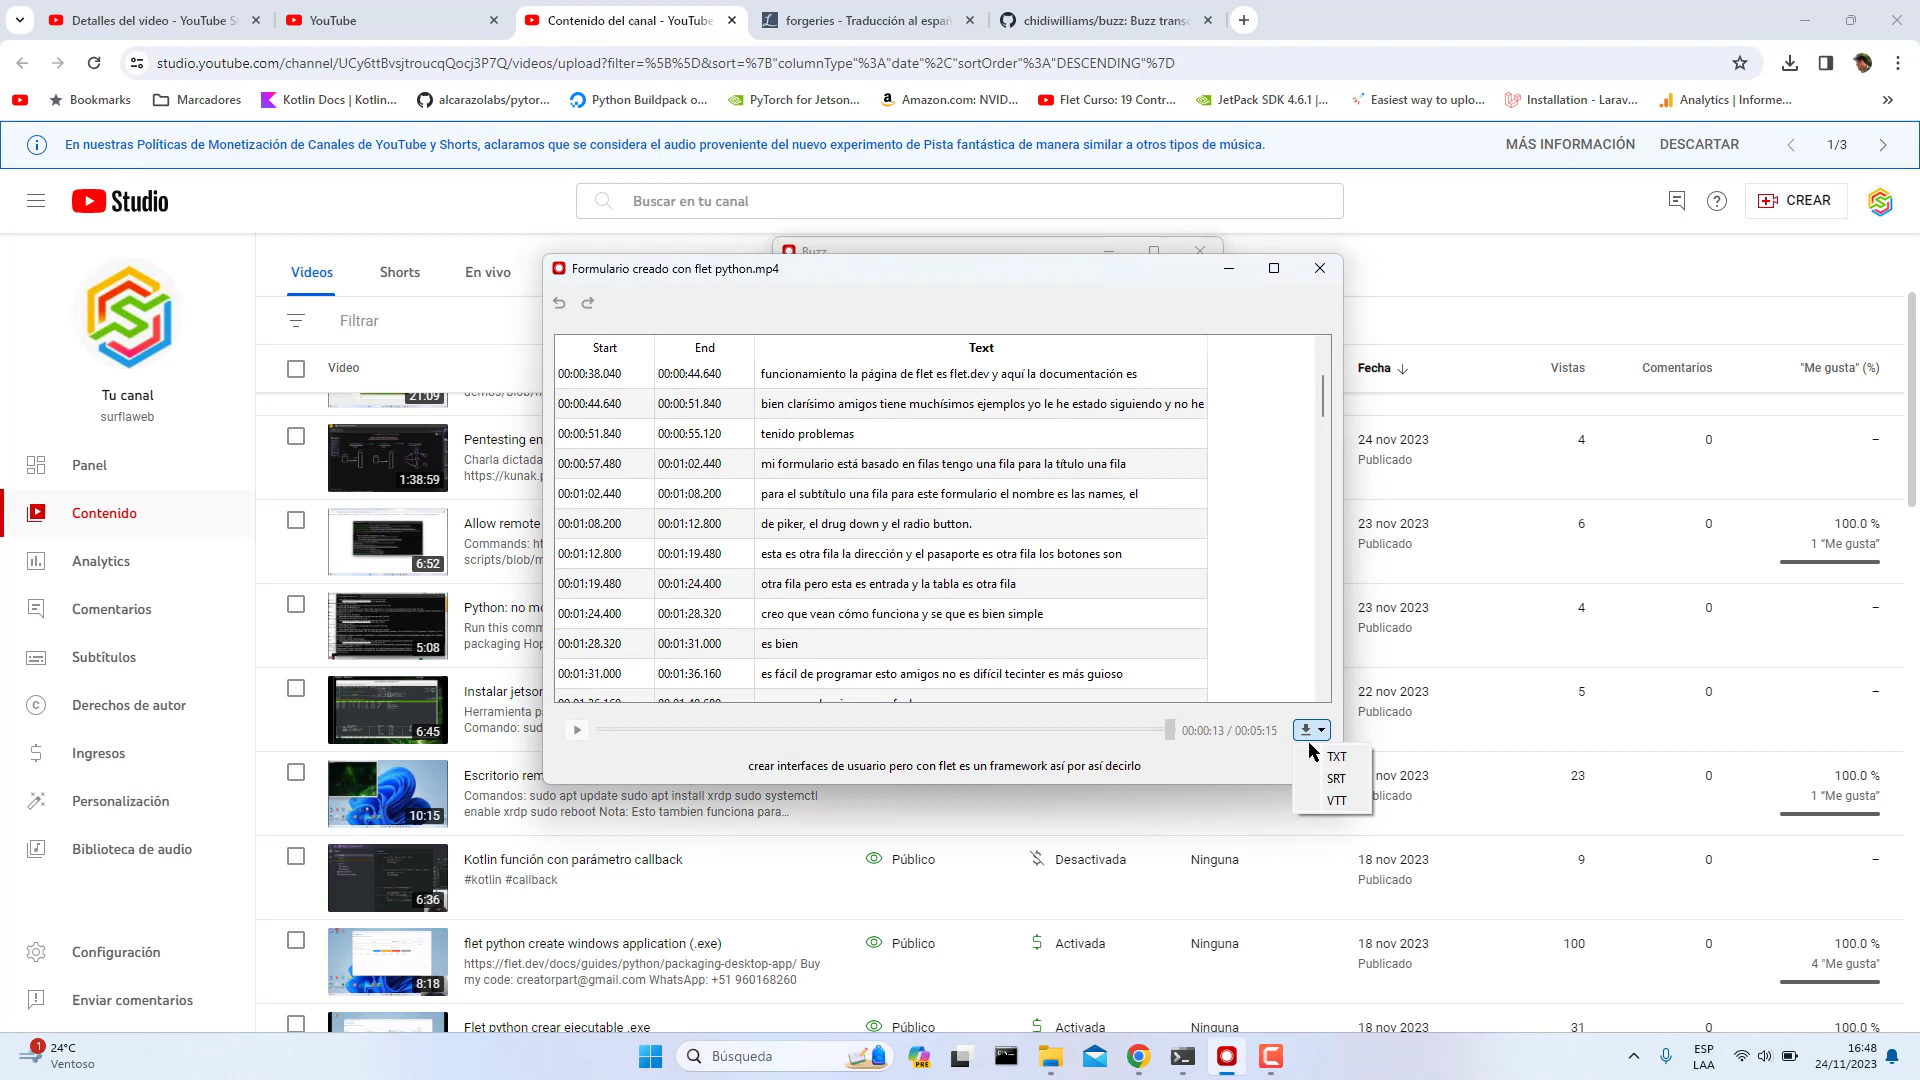 Detalles del video - YouTube S
YouTube
Contenido del canal - YouTube
forgeries - Traducción al españ
chidiwilliams/buzz: Buzz transc
studio.youtube.com/channel/UCy6ttBvsjtroucqQocj3P7Q/videos/upload?filter=%5B%5D&sort=%7B"columnType"%3A"date"%2C"sortOrder"%3A"DESCENDING"%7D
Bookmarks
Marcadores
Kotlin Docs | Kotlin...
alcarazolabs/pytor...
Python Buildpack o...
PyTorch for Jetson...
Amazon.com: NVID...
Flet Curso: 19 Contr...
JetPack SDK 4.6.1 |...
Easiest way to uplo...
Installation - Larav...
Analytics | Informe...
»
En nuestras Políticas de Monetización de Canales de YouTube y Shorts, aclaramos que se considera el audio proveniente del nuevo experimento de Pista fantástica de manera similar a otros tipos de música.
MÁS INFORMACIÓN
DESCARTAR
1/3
Studio
Buscar en tu canal
CREAR
Tu canal
surflaweb
Panel
Contenido
Analytics
Comentarios
Subtítulos
Derechos de autor
Ingresos
Personalización
Biblioteca de audio
Configuración
Enviar comentarios
Videos
Shorts
En vivo
Filtrar
Video
Fecha
Vistas
Comentarios
"Me gusta" (%)
Buzz
Formulario creado con flet python.mp4
Start End Text
00:00:38.040 00:00:44.640 funcionamiento la página de flet es flet.dev y aquí la documentación es
00:00:44.640 00:00:51.840 bien clarísimo amigos tiene muchísimos ejemplos yo le he estado siguiendo y no he
00:00:51.840 00:00:55.120 tenido problemas
00:00:57.480 00:01:02.440 mi formulario está basado en filas tengo una fila para la título una fila
00:01:02.440 00:01:08.200 para el subtítulo una fila para este formulario el nombre es las names, el
00:01:08.200 00:01:12.800 de piker, el drug down y el radio button.
00:01:12.800 00:01:19.480 esta es otra fila la dirección y el pasaporte es otra fila los botones son
00:01:19.480 00:01:24.400 otra fila pero esta es entrada y la tabla es otra fila
00:01:24.400 00:01:28.320 creo que vean cómo funciona y se que es bien simple
00:01:28.320 00:01:31.000 es bien
00:01:31.000 00:01:36.160 es fácil de programar esto amigos no es difícil tecinter es más guioso
00:00:13 / 00:05:15
crear interfaces de usuario pero con flet es un framework así por así decirlo
TXT
SRT
VTT
21:09
demos/blob/m
1:38:59
Pentesting en
Charla dictada
https://kunak.p
24 nov 2023
Publicado
4
0
–
6:52
Allow remote
Commands: ht
scripts/blob/m
23 nov 2023
Publicado
6
0
100.0 %
1 "Me gusta"
5:08
Python: no mo
Run this comm
packaging Hop
23 nov 2023
Publicado
4
0
–
6:45
Instalar jetson
Herramienta p
Comando: sud
22 nov 2023
Publicado
5
0
–
10:15
Escritorio rem
Comandos: sudo apt update sudo apt install xrdp sudo systemctl
enable xrdp sudo reboot Nota: Esto tambien funciona para...
nov 2023
blicado
23
0
100.0 %
1 "Me gusta"
6:36
Kotlin función con parámetro callback
#kotlin #callback
Público
Desactivada
Ninguna
18 nov 2023
Publicado
9
0
–
8:18
flet python create windows application (.exe)
https://flet.dev/docs/guides/python/packaging-desktop-app/ Buy
my code: creatorpart@gmail.com WhatsApp: +51 960168260
Público
Activada
Ninguna
18 nov 2023
Publicado
100
0
100.0 %
4 "Me gusta"
Flet python crear ejecutable .exe
Público
Activada
Ninguna
18 nov 2023
31
0
100.0 %
1
24°C
Ventoso
Búsqueda
PRE
ESP
LAA
16:48
24/11/2023